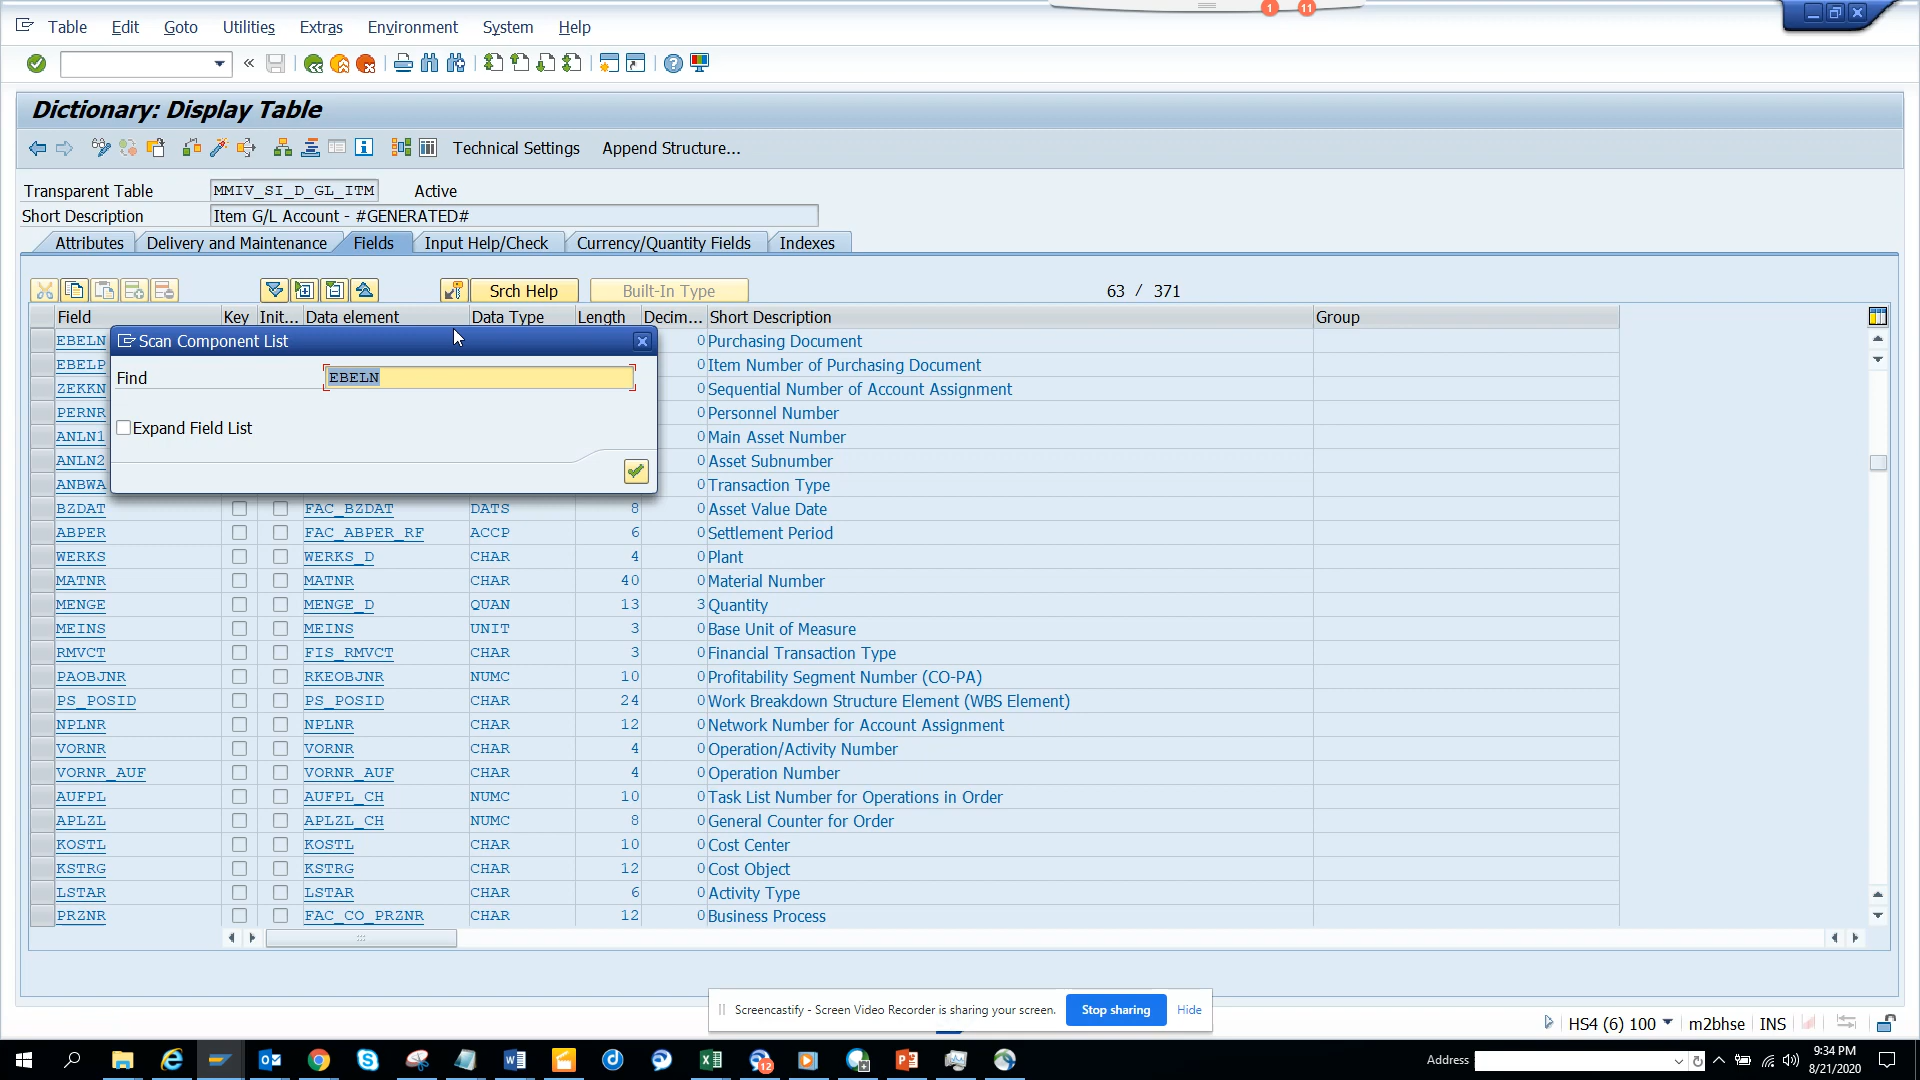 1 11
Table Edit Goto Utilities Extras Environment System Help
Dictionary: Display Table
Technical Settings Append Structure...
Transparent Table MMIV_SI_D_GL_ITM Active
Short Description Item G/L Account - #GENERATED#
Attributes Delivery and Maintenance Fields Input Help/Check Currency/Quantity Fields Indexes
Srch Help Built-In Type 63 / 371
Field Key Init... Data element Data Type Length Decim... Short Description Group
EBELN 0 Purchasing Document
EBELP 0 Item Number of Purchasing Document
ZEKKN 0 Sequential Number of Account Assignment
PERNR 0 Personnel Number
ANLN1 0 Main Asset Number
ANLN2 0 Asset Subnumber
ANBWA 0 Transaction Type
Scan Component List
Find EBELN
Expand Field List
BZDAT FAC_BZDAT DATS 8 0 Asset Value Date
ABPER FAC_ABPER_RF ACCP 6 0 Settlement Period
WERKS WERKS_D CHAR 4 0 Plant
MATNR MATNR CHAR 40 0 Material Number
MENGE MENGE_D QUAN 13 3 Quantity
MEINS MEINS UNIT 3 0 Base Unit of Measure
RMVCT FIS_RMVCT CHAR 3 0 Financial Transaction Type
PAOBJNR RKEOBJNR NUMC 10 0 Profitability Segment Number (CO-PA)
PS_POSID PS_POSID CHAR 24 0 Work Breakdown Structure Element (WBS Element)
NPLNR NPLNR CHAR 12 0 Network Number for Account Assignment
VORNR VORNR CHAR 4 0 Operation/Activity Number
VORNR_AUF VORNR_AUF CHAR 4 0 Operation Number
AUFPL AUFPL_CH NUMC 10 0 Task List Number for Operations in Order
APLZL APLZL_CH NUMC 8 0 General Counter for Order
KOSTL KOSTL CHAR 10 0 Cost Center
KSTRG KSTRG CHAR 12 0 Cost Object
LSTAR LSTAR CHAR 6 0 Activity Type
PRZNR FAC_CO_PRZNR CHAR 12 0 Business Process
Screencastify - Screen Video Recorder is sharing your screen. Stop sharing Hide
HS4 (6) 100 m2bhse INS
12 Address 9:34 PM
8/21/2020